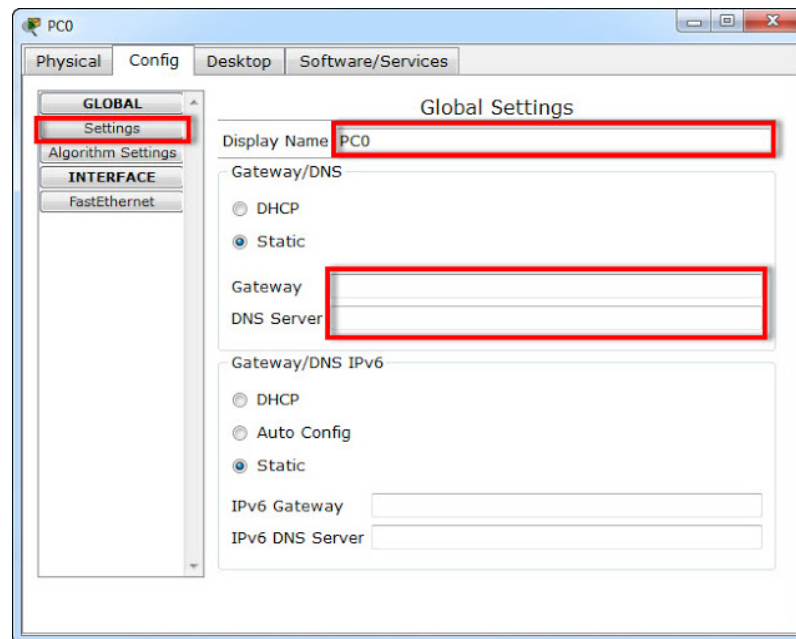 PC0
Physical Config Desktop Software/Services
GLOBAL
Settings
Algorithm Settings
INTERFACE
FastEthernet
Global Settings
Display Name PC0
Gateway/DNS
DHCP
Static
Gateway
DNS Server
Gateway/DNS IPv6
DHCP
Auto Config
Static
IPv6 Gateway
IPv6 DNS Server